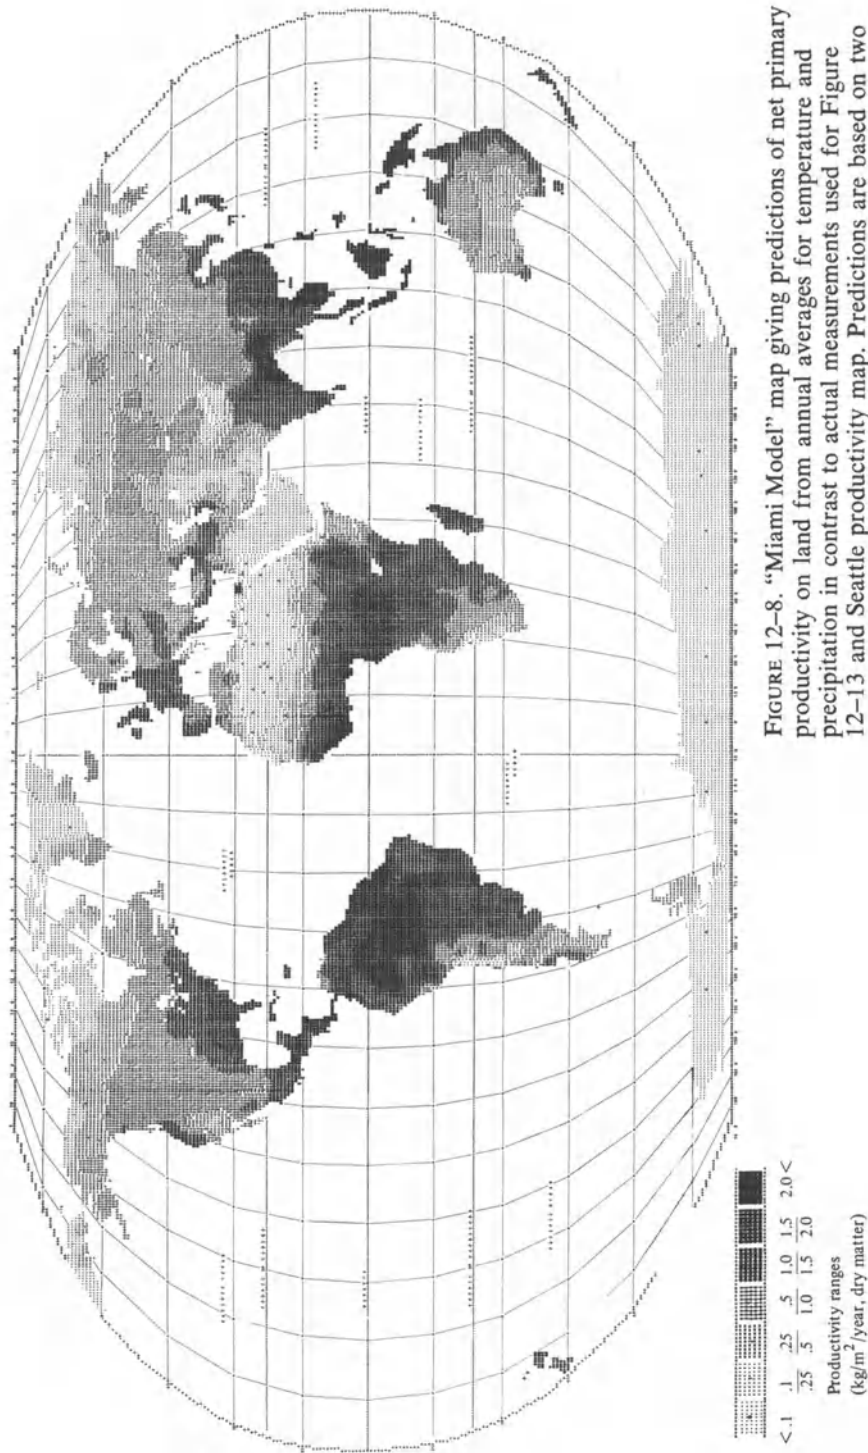 <.1 .1 .25 .5 1.0 1.5 2.0<
.25 .5 1.0 1.5 2.0
Productivity ranges
(kg/m²/year, dry matter)
FIGURE 12–8. “Miami Model” map giving predictions of net primary
productivity on land from annual averages for temperature and
precipitation in contrast to actual measurements used for Figure
12–13 and Seattle productivity map. Predictions are based on two